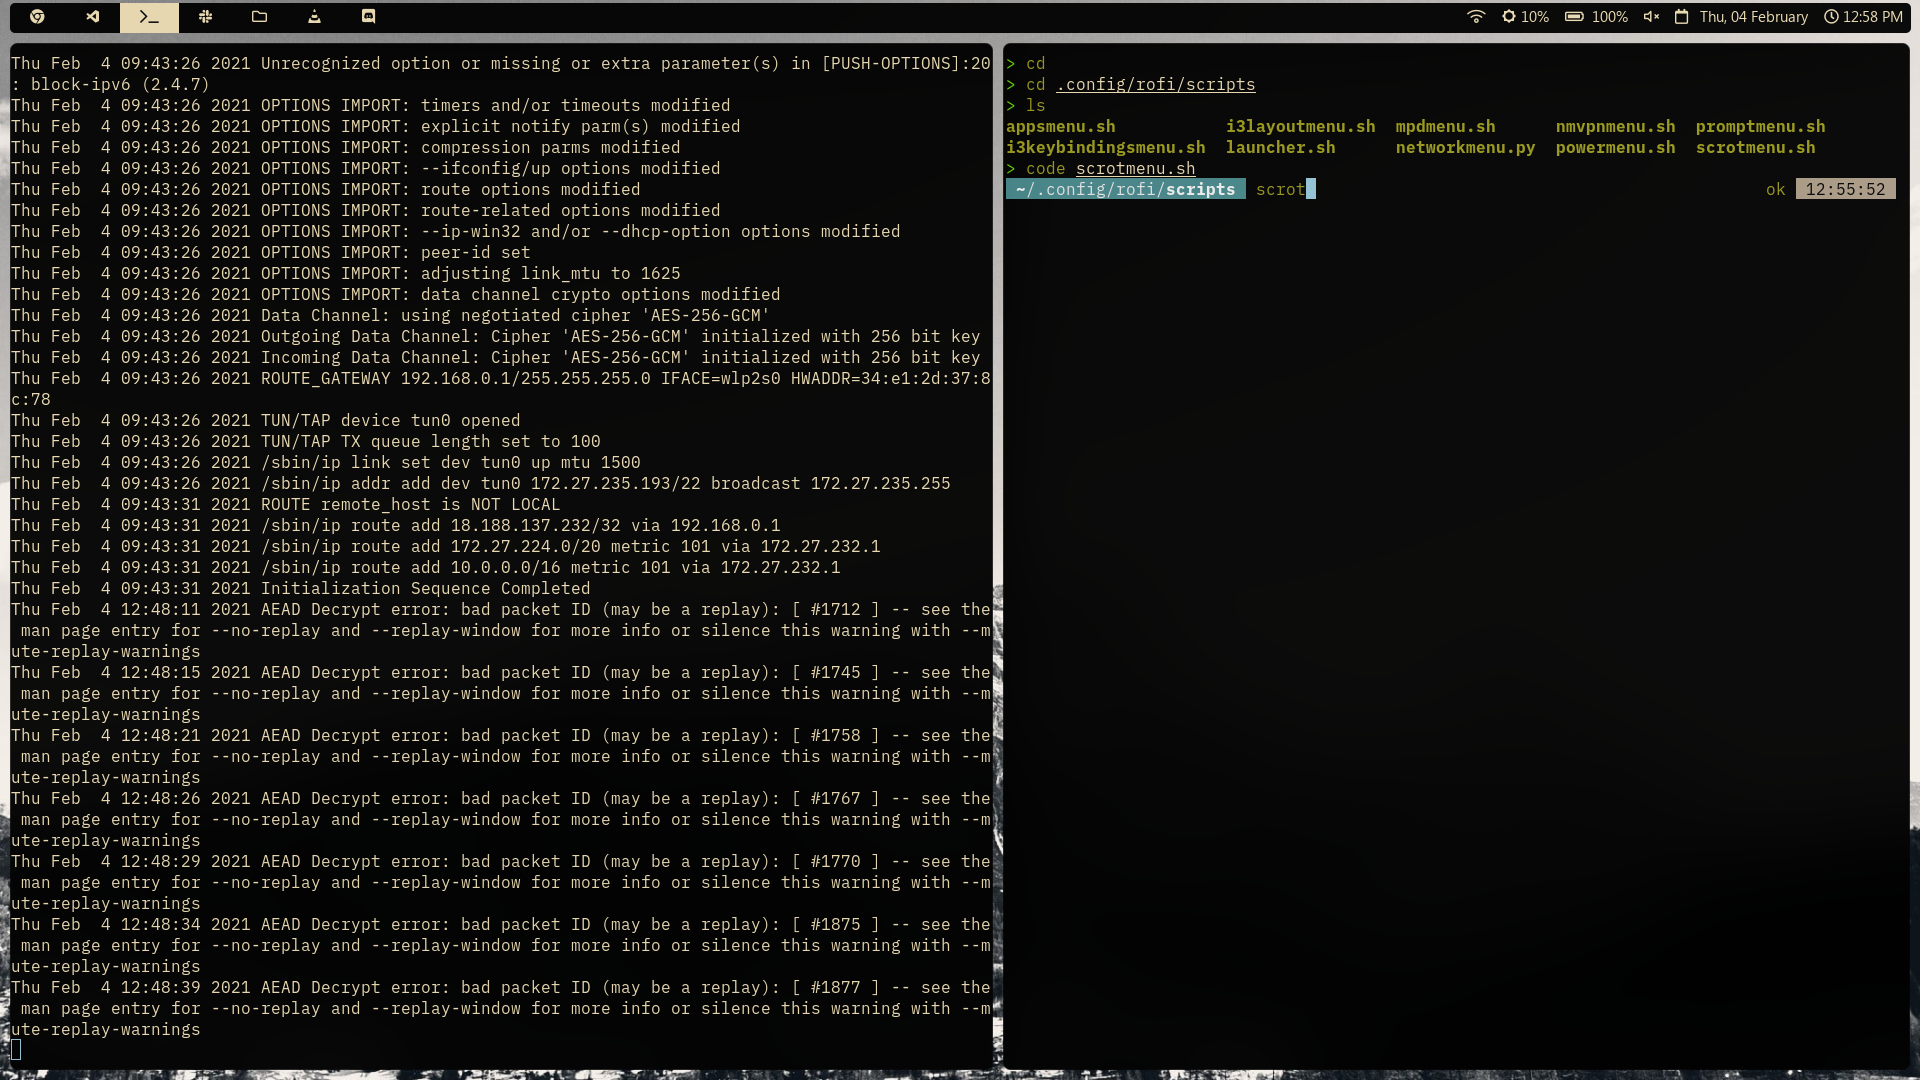 10% 100% Thu, 04 February 12:58 PM
Thu Feb  4 09:43:26 2021 Unrecognized option or missing or extra parameter(s) in [PUSH-OPTIONS]:20
: block-ipv6 (2.4.7)
Thu Feb  4 09:43:26 2021 OPTIONS IMPORT: timers and/or timeouts modified
Thu Feb  4 09:43:26 2021 OPTIONS IMPORT: explicit notify parm(s) modified
Thu Feb  4 09:43:26 2021 OPTIONS IMPORT: compression parms modified
Thu Feb  4 09:43:26 2021 OPTIONS IMPORT: --ifconfig/up options modified
Thu Feb  4 09:43:26 2021 OPTIONS IMPORT: route options modified
Thu Feb  4 09:43:26 2021 OPTIONS IMPORT: route-related options modified
Thu Feb  4 09:43:26 2021 OPTIONS IMPORT: --ip-win32 and/or --dhcp-option options modified
Thu Feb  4 09:43:26 2021 OPTIONS IMPORT: peer-id set
Thu Feb  4 09:43:26 2021 OPTIONS IMPORT: adjusting link_mtu to 1625
Thu Feb  4 09:43:26 2021 OPTIONS IMPORT: data channel crypto options modified
Thu Feb  4 09:43:26 2021 Data Channel: using negotiated cipher 'AES-256-GCM'
Thu Feb  4 09:43:26 2021 Outgoing Data Channel: Cipher 'AES-256-GCM' initialized with 256 bit key
Thu Feb  4 09:43:26 2021 Incoming Data Channel: Cipher 'AES-256-GCM' initialized with 256 bit key
Thu Feb  4 09:43:26 2021 ROUTE_GATEWAY 192.168.0.1/255.255.255.0 IFACE=wlp2s0 HWADDR=34:e1:2d:37:8
c:78
Thu Feb  4 09:43:26 2021 TUN/TAP device tun0 opened
Thu Feb  4 09:43:26 2021 TUN/TAP TX queue length set to 100
Thu Feb  4 09:43:26 2021 /sbin/ip link set dev tun0 up mtu 1500
Thu Feb  4 09:43:26 2021 /sbin/ip addr add dev tun0 172.27.235.193/22 broadcast 172.27.235.255
Thu Feb  4 09:43:31 2021 ROUTE remote_host is NOT LOCAL
Thu Feb  4 09:43:31 2021 /sbin/ip route add 18.188.137.232/32 via 192.168.0.1
Thu Feb  4 09:43:31 2021 /sbin/ip route add 172.27.224.0/20 metric 101 via 172.27.232.1
Thu Feb  4 09:43:31 2021 /sbin/ip route add 10.0.0.0/16 metric 101 via 172.27.232.1
Thu Feb  4 09:43:31 2021 Initialization Sequence Completed
Thu Feb  4 12:48:11 2021 AEAD Decrypt error: bad packet ID (may be a replay): [ #1712 ] -- see the
 man page entry for --no-replay and --replay-window for more info or silence this warning with --m
ute-replay-warnings
Thu Feb  4 12:48:15 2021 AEAD Decrypt error: bad packet ID (may be a replay): [ #1745 ] -- see the
 man page entry for --no-replay and --replay-window for more info or silence this warning with --m
ute-replay-warnings
Thu Feb  4 12:48:21 2021 AEAD Decrypt error: bad packet ID (may be a replay): [ #1758 ] -- see the
 man page entry for --no-replay and --replay-window for more info or silence this warning with --m
ute-replay-warnings
Thu Feb  4 12:48:26 2021 AEAD Decrypt error: bad packet ID (may be a replay): [ #1767 ] -- see the
 man page entry for --no-replay and --replay-window for more info or silence this warning with --m
ute-replay-warnings
Thu Feb  4 12:48:29 2021 AEAD Decrypt error: bad packet ID (may be a replay): [ #1770 ] -- see the
 man page entry for --no-replay and --replay-window for more info or silence this warning with --m
ute-replay-warnings
Thu Feb  4 12:48:34 2021 AEAD Decrypt error: bad packet ID (may be a replay): [ #1875 ] -- see the
 man page entry for --no-replay and --replay-window for more info or silence this warning with --m
ute-replay-warnings
Thu Feb  4 12:48:39 2021 AEAD Decrypt error: bad packet ID (may be a replay): [ #1877 ] -- see the
 man page entry for --no-replay and --replay-window for more info or silence this warning with --m
ute-replay-warnings
> cd
> cd .config/rofi/scripts
> ls
appsmenu.sh i3layoutmenu.sh mpdmenu.sh nmvpnmenu.sh promptmenu.sh
i3keybindingsmenu.sh launcher.sh networkmenu.py powermenu.sh scrotmenu.sh
> code scrotmenu.sh
~/.config/rofi/scripts scrot ok 12:55:52